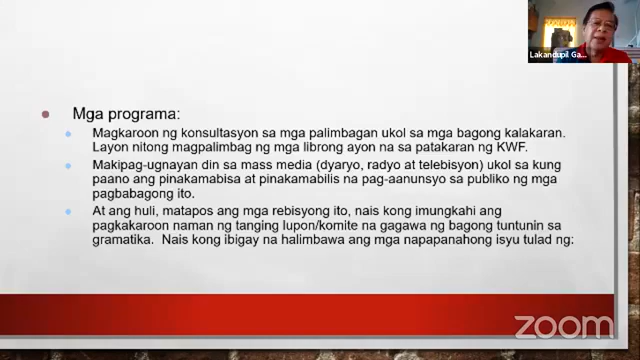 Lakandupil Ga...
Mga programa:
Magkaroon ng konsultasyon sa mga palimbagan ukol sa mga bagong kalakaran.
Layon nitong magpalimbag ng mga librong ayon na sa patakaran ng KWF.
Makipag-ugnayan din sa mass media (dyaryo, radyo at telebisyon) ukol sa kung
paano ang pinakamabisa at pinakamabilis na pag-aanunsyo sa publiko ng mga
pagbabagong ito.
At ang huli, matapos ang mga rebisyong ito, nais kong imungkahi ang
pagkakaroon naman ng tanging lupon/komite na gagawa ng bagong tuntunin sa
gramatika. Nais kong ibigay na halimbawa ang mga napapanahong isyu tulad ng:
zoom